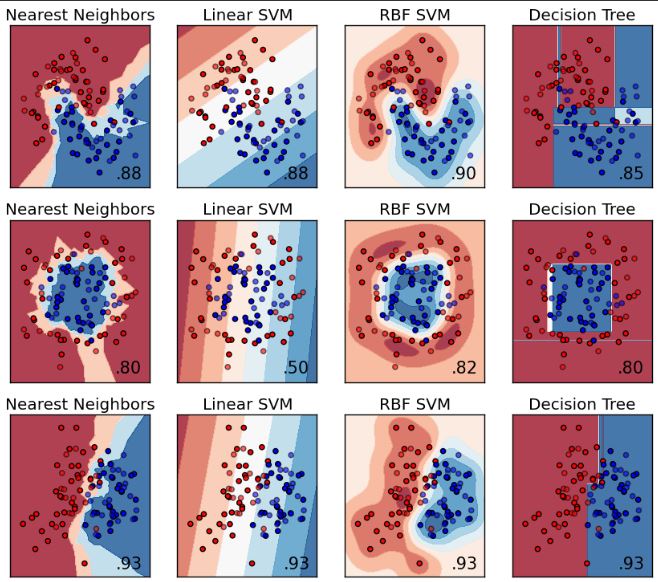 Nearest Neighbors Linear SVM RBF SVM Decision Tree
.88 .88 .90 .85
Nearest Neighbors Linear SVM RBF SVM Decision Tree
.80 .50 .82 .80
Nearest Neighbors Linear SVM RBF SVM Decision Tree
.93 .93 .93 .93